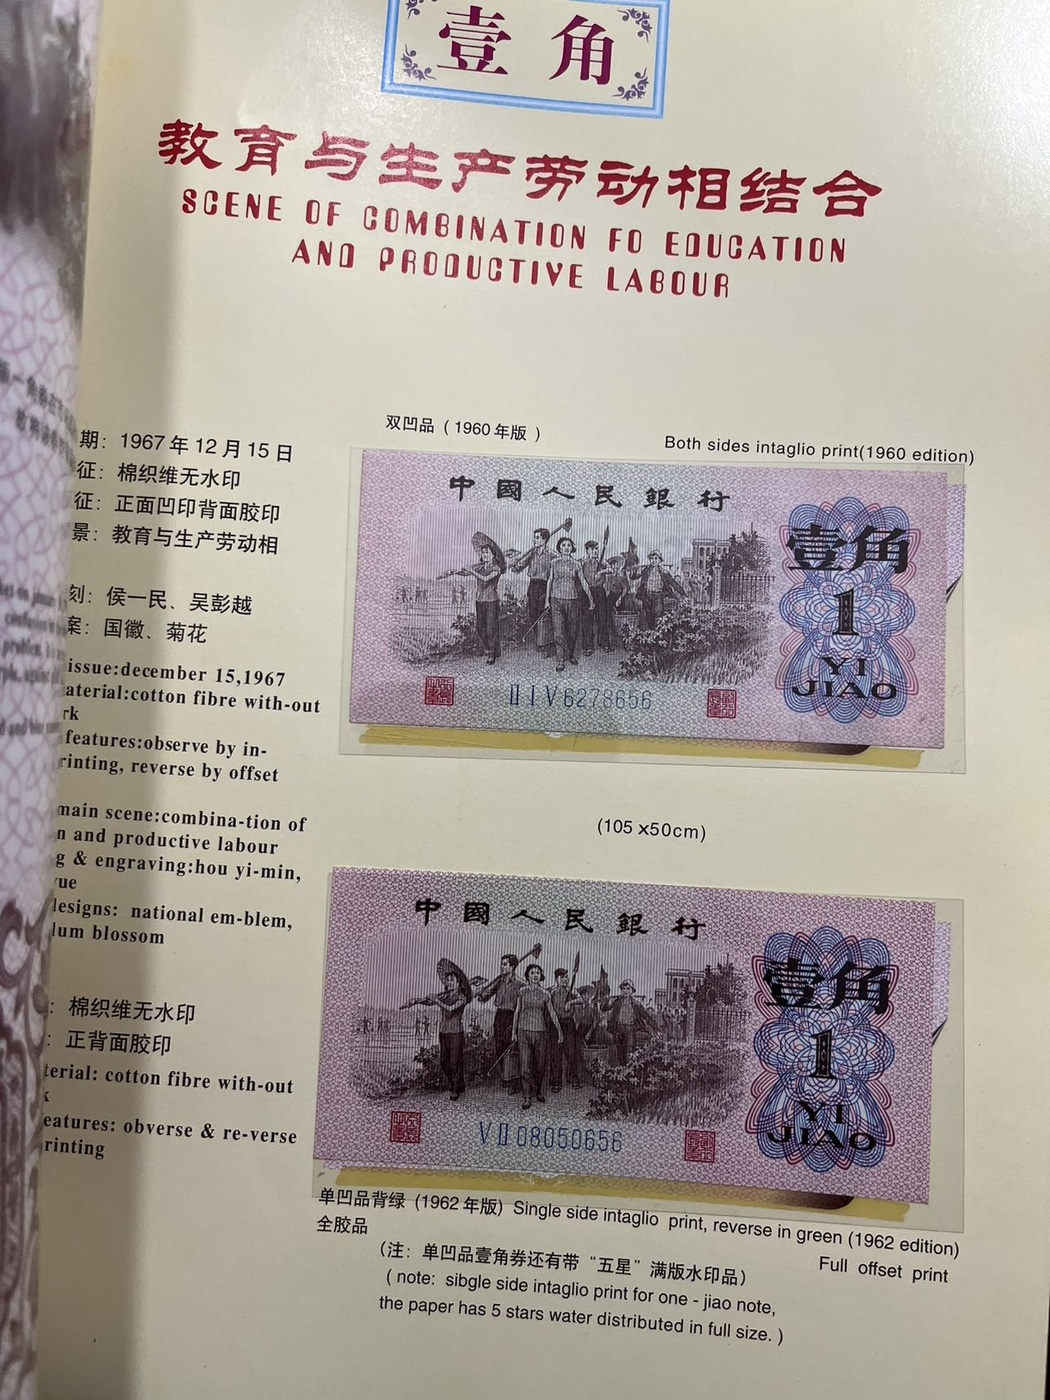 壹角
教育与生产劳动相结合
SCENE OF COMBINATION FO EDUCATION
AND PRODUCTIVE LABOUR
期：1967年12月15日
征：棉织维无水印
征：正面凹印背面胶印
景：教育与生产劳动相
刻：侯一民、吴彭越
案：国徽、菊花
issue:december 15,1967
aterial:cotton fibre with-out
rk
features:observe by in-
rinting, reverse by offset
main scene:combina-tion of
n and productive labour
g & engraving:hou yi-min,
yue
designs: national em-blem,
lum blossom
：棉织维无水印
：正背面胶印
terial: cotton fibre with-out
k
eatures: obverse & re-verse
rinting
双凹品（1960年版）
Both sides intaglio print(1960 edition)
中國人民銀行
壹角
1
YI
JIAO
II I V 6278656
(105 x50cm)
中國人民銀行
壹角
1
YI
JIAO
V II 08050656
单凹品背绿（1962年版）Single side intaglio print, reverse in green (1962 edition)
全胶品
Full offset print
（注：单凹品壹角券还有带“五星”满版水印品）
( note: sibgle side intaglio print for one - jiao note,
the paper has 5 stars water distributed in full size. )